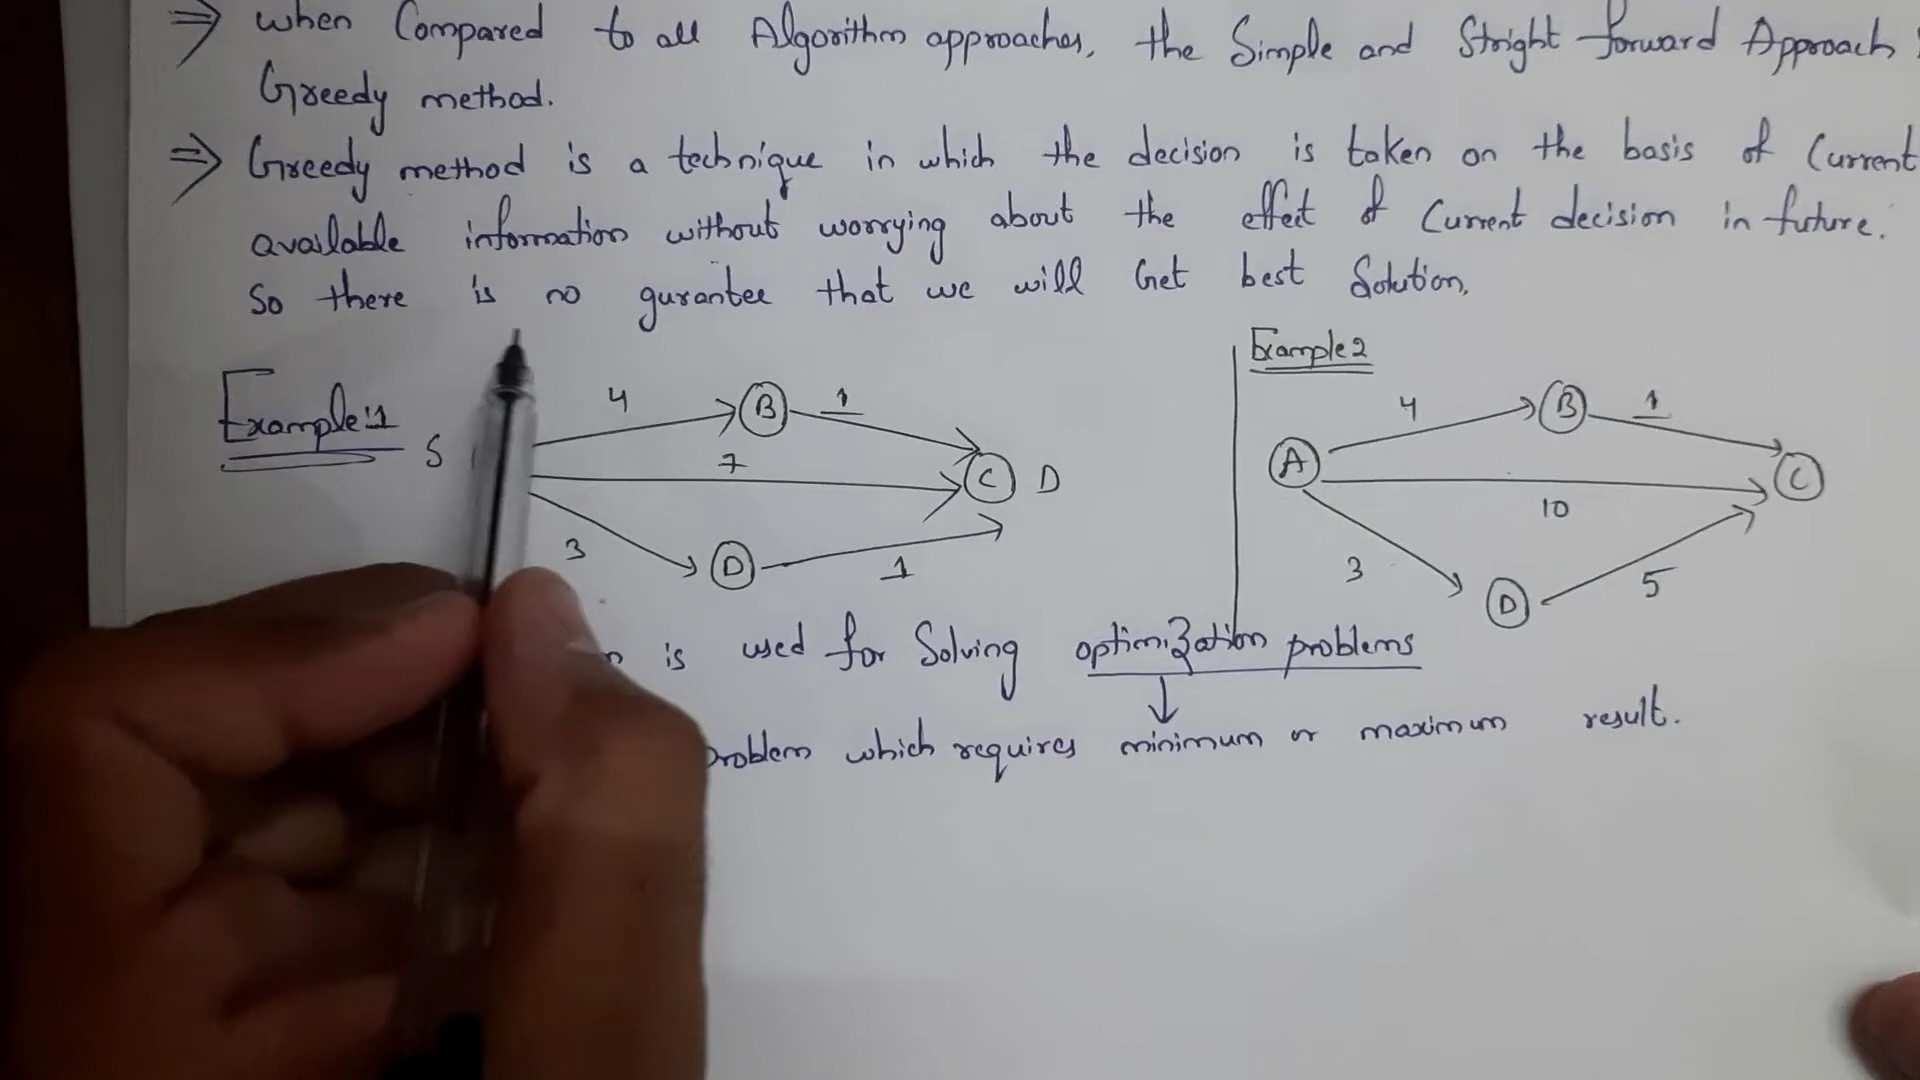 ⇒ when Compared to all Algorithm approaches, the Simple and Stright forward Approach
Greedy method.
⇒ Greedy method is a technique in which the decision is taken on the basis of Current
available information without worrying about the effect of Current decision in future.
So there is no gurantee that we will Get best Solution.
Example:1
S
4
B
1
7
C
D
3
D
1
Example 2
A
4
B
1
10
C
3
D
5
is used for Solving optimization problems
problem which requires minimum or maximum result.